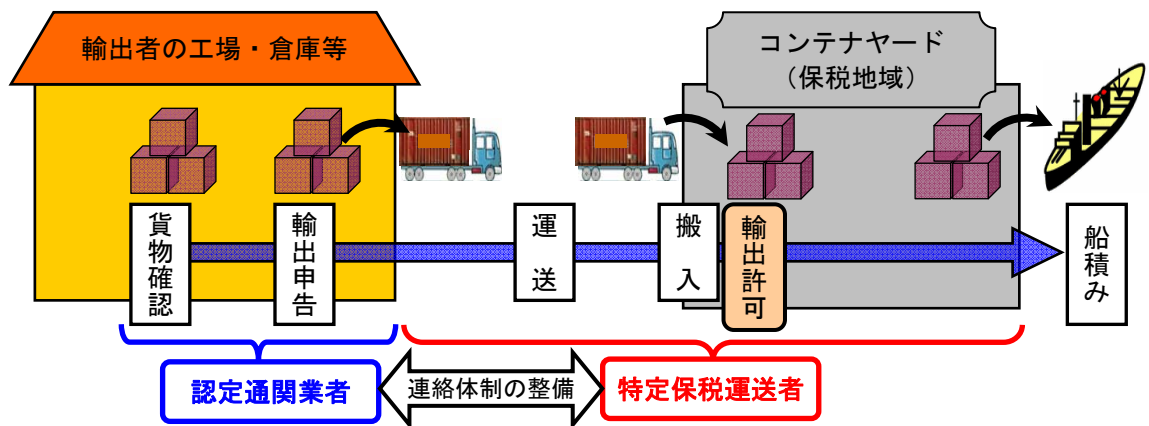 輸出者の工場・倉庫等
コンテナヤード
（保税地域）
貨物確認
輸出申告
運送
搬入
輸出許可
船積み
認定通関業者
連絡体制の整備
特定保税運送者